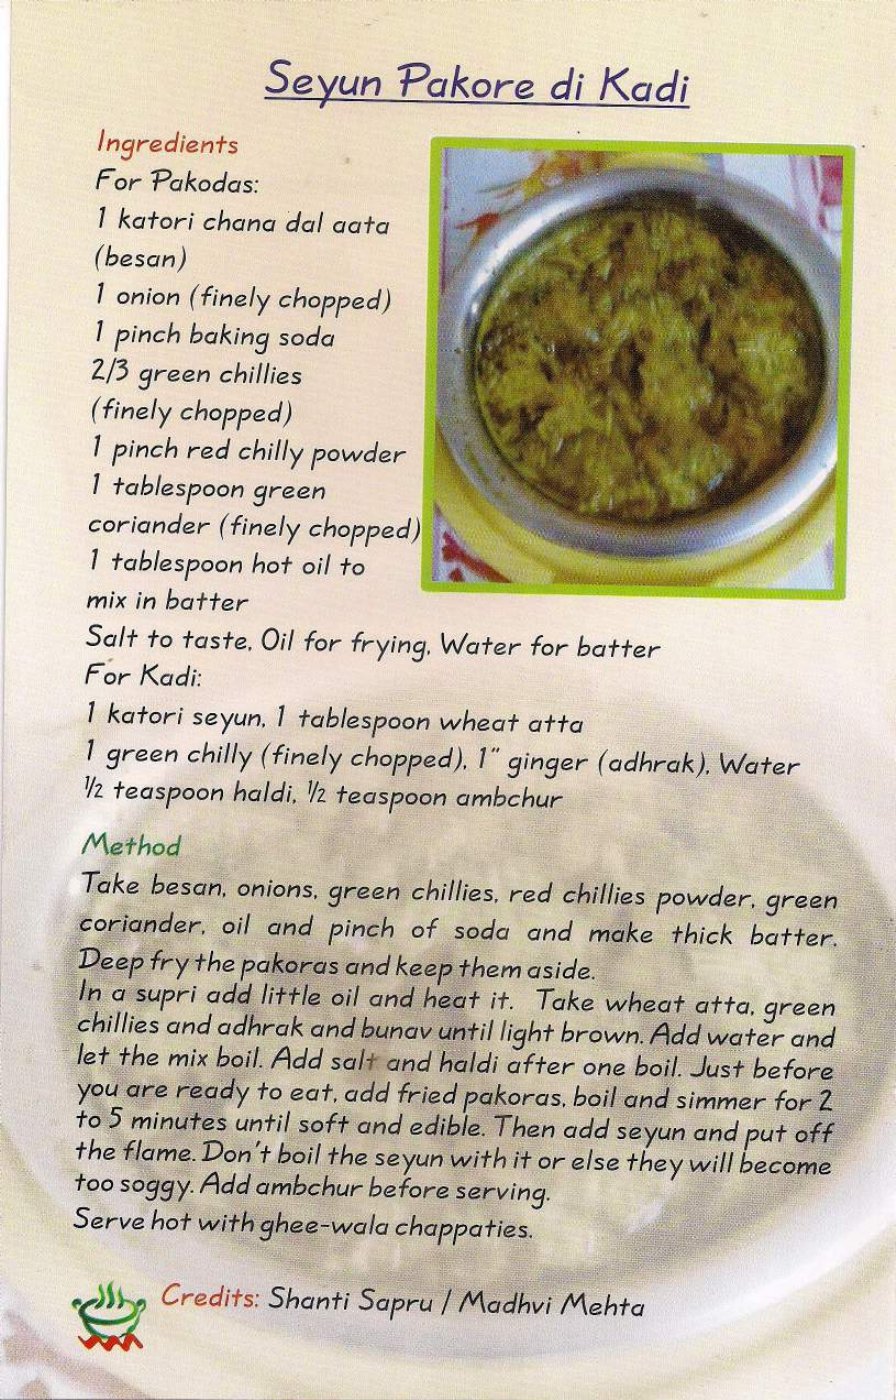 Seyun Pakore di Kadi
Ingredients
For Pakodas:
1 katori chana dal aata
(besan)
1 onion (finely chopped)
1 pinch baking soda
2/3 green chillies
(finely chopped)
1 pinch red chilly powder
1 tablespoon green
coriander (finely chopped)
1 tablespoon hot oil to
mix in batter
Salt to taste, Oil for frying, Water for batter
For Kadi:
1 katori seyun, 1 tablespoon wheat atta
1 green chilly (finely chopped), 1" ginger (adhrak), Water
½ teaspoon haldi, ½ teaspoon ambchur
Method
Take besan, onions, green chillies, red chillies powder, green
coriander, oil and pinch of soda and make thick batter.
Deep fry the pakoras and keep them aside.
In a supri add little oil and heat it. Take wheat atta, green
chillies and adhrak and bunav until light brown. Add water and
let the mix boil. Add salt and haldi after one boil. Just before
you are ready to eat, add fried pakoras, boil and simmer for 2
to 5 minutes until soft and edible. Then add seyun and put off
the flame. Don't boil the seyun with it or else they will become
too soggy. Add ambchur before serving.
Serve hot with ghee-wala chappaties.
Credits: Shanti Sapru / Madhvi Mehta